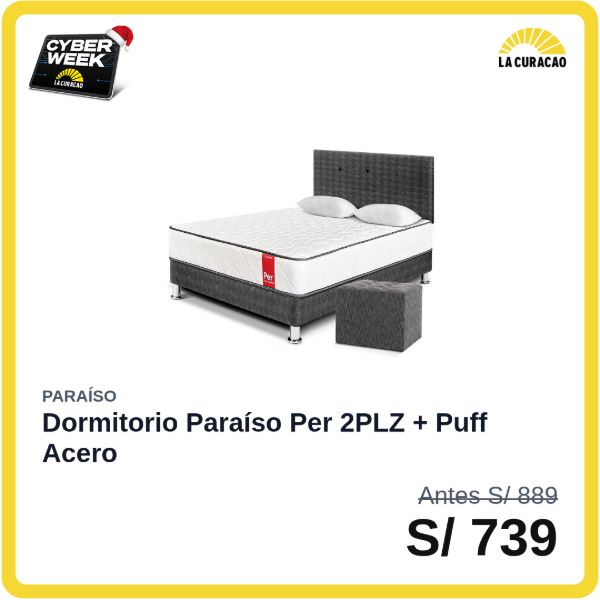 CYBER
WEEK
LA CURACAO
LA CURACAO
Per
PARAÍSO
Dormitorio Paraíso Per 2PLZ + Puff
Acero
Antes S/ 889
S/ 739